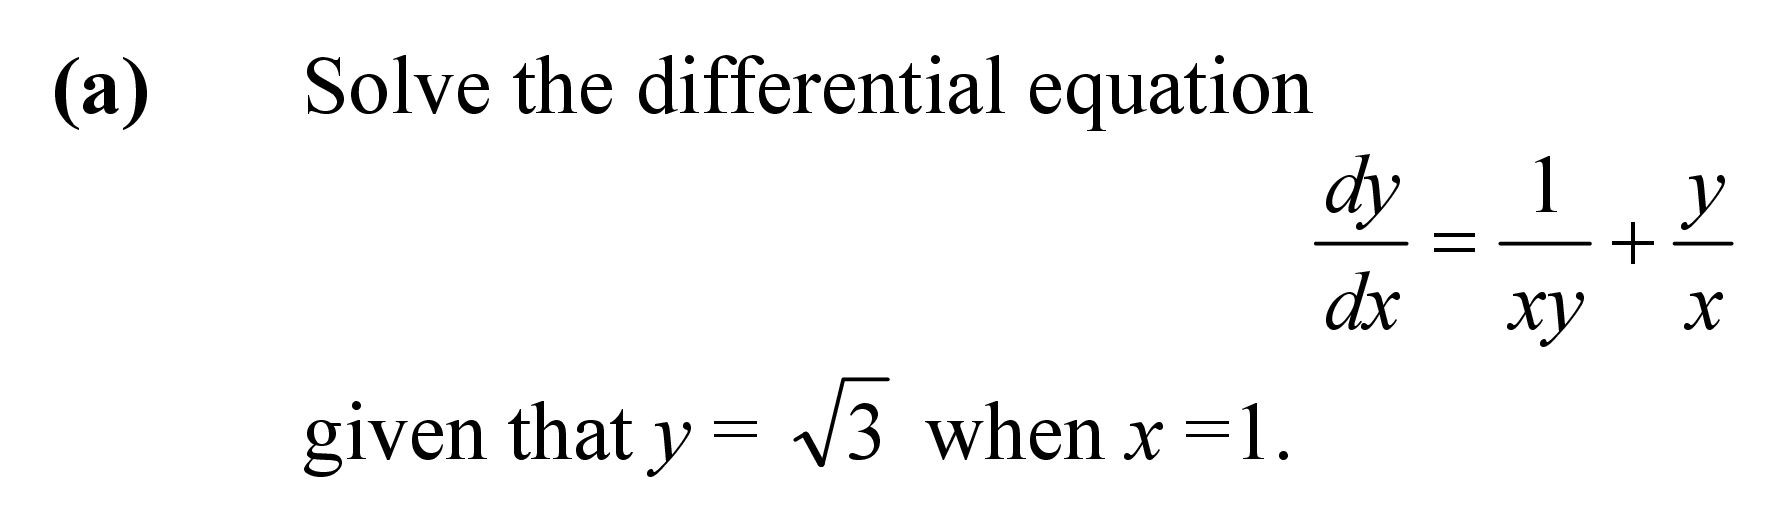 (a) Solve the differential equation
dy/dx = 1/xy + y/x
given that y = √3 when x =1.